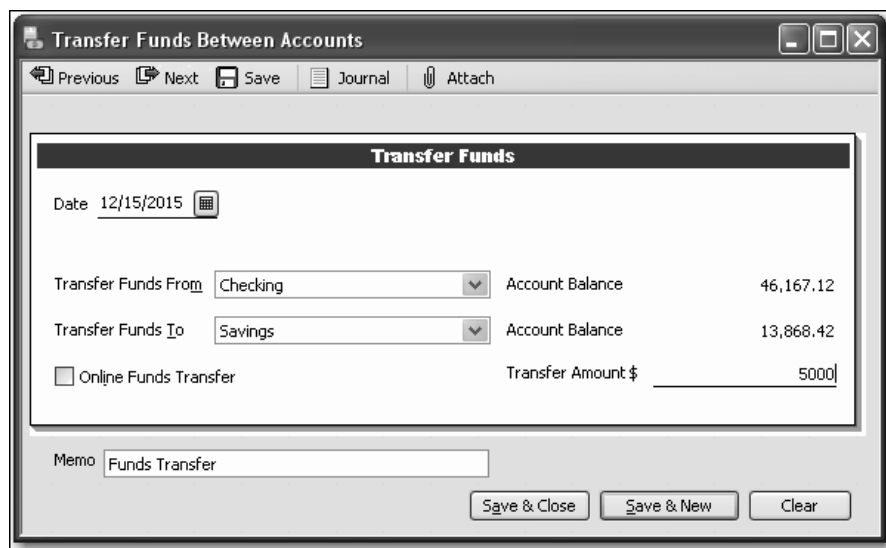 Transfer Funds Between Accounts
Previous Next Save Journal Attach
Transfer Funds
Date 12/15/2015
Transfer Funds From Checking Account Balance 46,167.12
Transfer Funds To Savings Account Balance 13,868.42
Online Funds Transfer Transfer Amount $ 5000
Memo Funds Transfer
Save & Close Save & New Clear